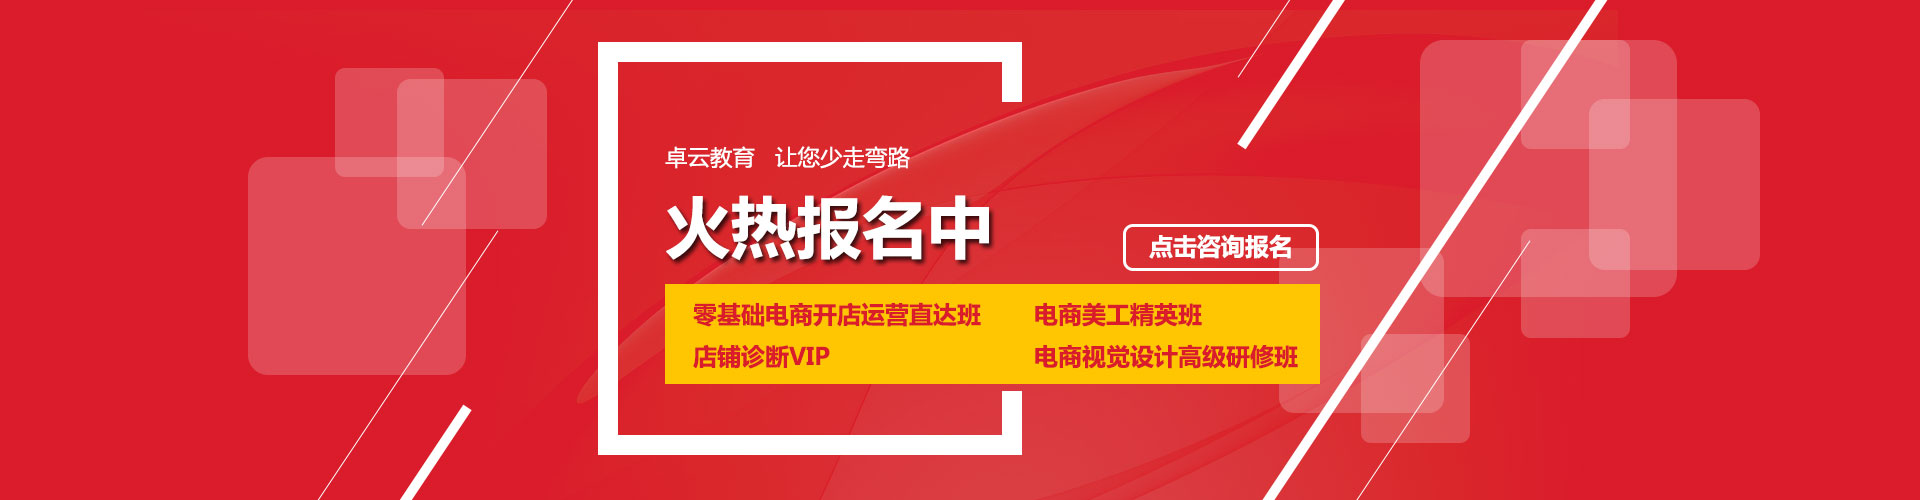 卓云教育 让您少走弯路
火热报名中
点击咨询报名
零基础电商开店运营直达班 电商美工精英班
店铺诊断VIP 电商视觉设计高级研修班